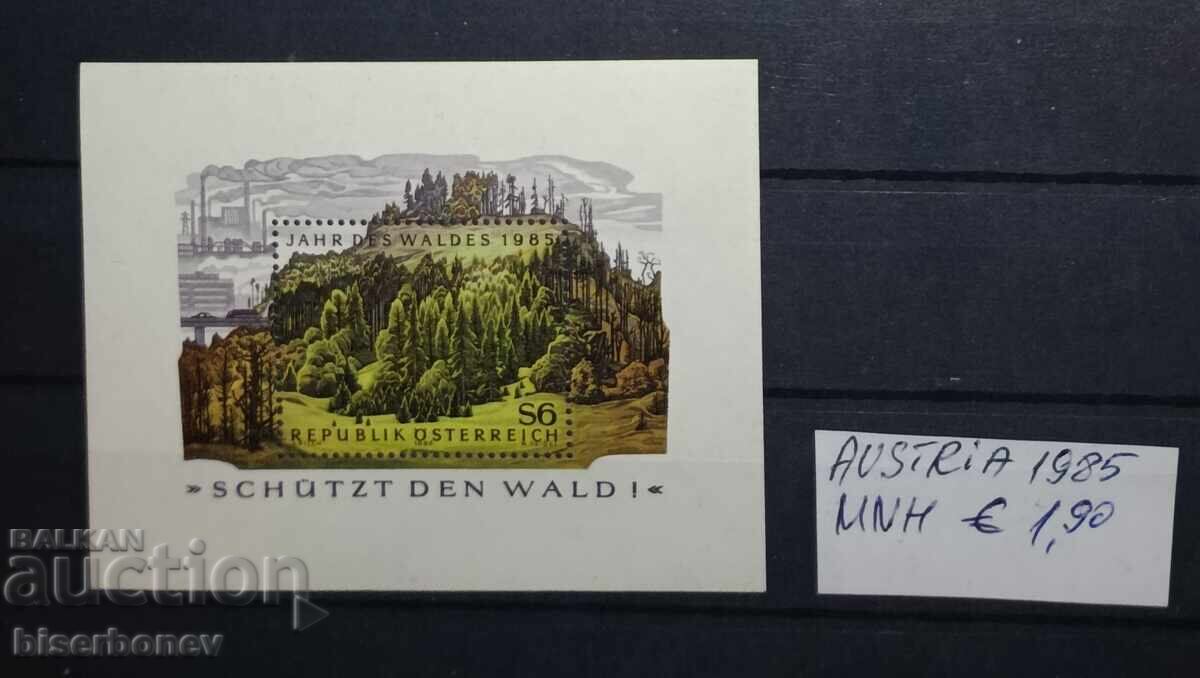 JAHR DES WALDES 1985
S6
REPUBLIK ÖSTERREICH
»SCHÜTZT DEN WALD!«
AUSTRiA 1985
MNH € 1,90
BALKAN
auction
biserbonev